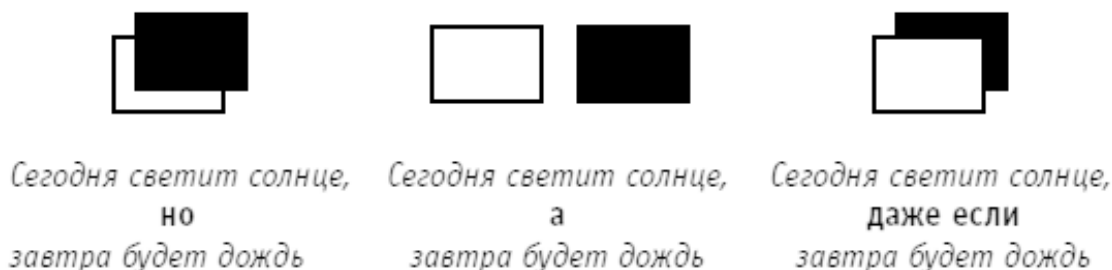 Сегодня светит солнце,
но
завтра будет дождь
Сегодня светит солнце,
а
завтра будет дождь
Сегодня светит солнце,
даже если
завтра будет дождь